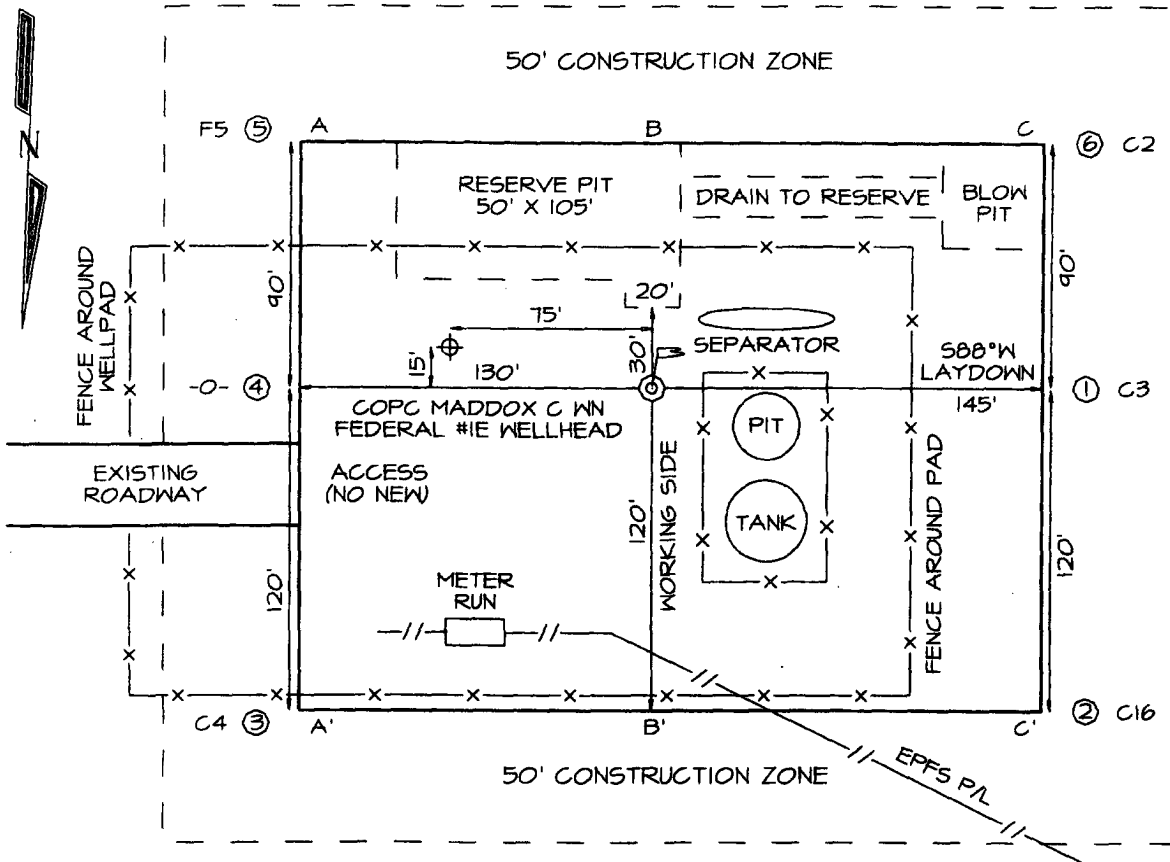 50' CONSTRUCTION ZONE
N
F5 ⑤
A
B
C
⑥ C2
RESERVE PIT
50' X 105'
DRAIN TO RESERVE
BLOW
PIT
FENCE AROUND
WELLPAD
90'
90'
20'
75'
15'
30'
SEPARATOR
S88°W
LAYDOWN
145'
-0- ④
130'
① C3
COPC MADDOX C WN
FEDERAL #1E WELLHEAD
PIT
EXISTING
ROADWAY
ACCESS
(NO NEW)
TANK
120'
120'
WORKING SIDE
120'
FENCE AROUND PAD
METER
RUN
C4 ③
A'
B'
C'
② C16
50' CONSTRUCTION ZONE
EPFS P/L